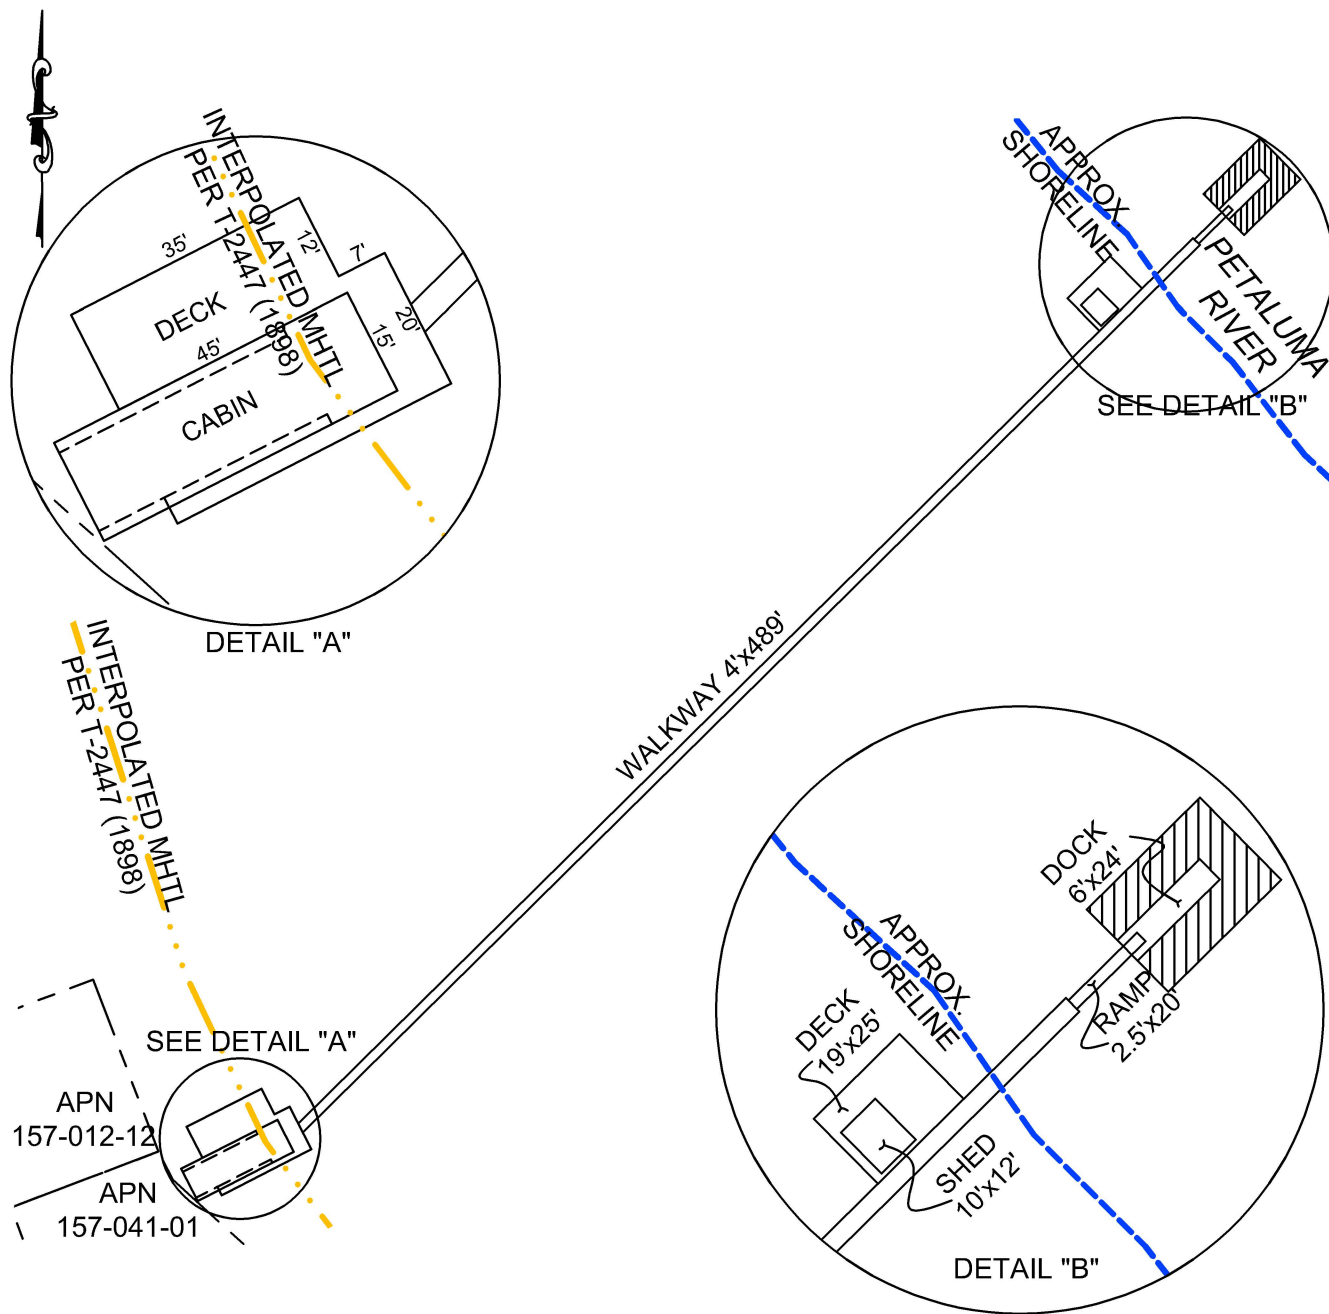 INTERPOLATED MHTL
PER T-2447 (1898)
35'
12'
7'
DECK
20'
15'
45'
CABIN
DETAIL "A"
APPROX.
SHORELINE
PETALUMA
RIVER
SEE DETAIL "B"
WALKWAY 4'x489'
INTERPOLATED MHTL
PER T-2447 (1898)
SEE DETAIL "A"
APN
157-012-12
APN
157-041-01
DOCK
6'x24'
APPROX.
SHORELINE
RAMP
2.5'x20'
DECK
19'x25'
SHED
10'x12'
DETAIL "B"